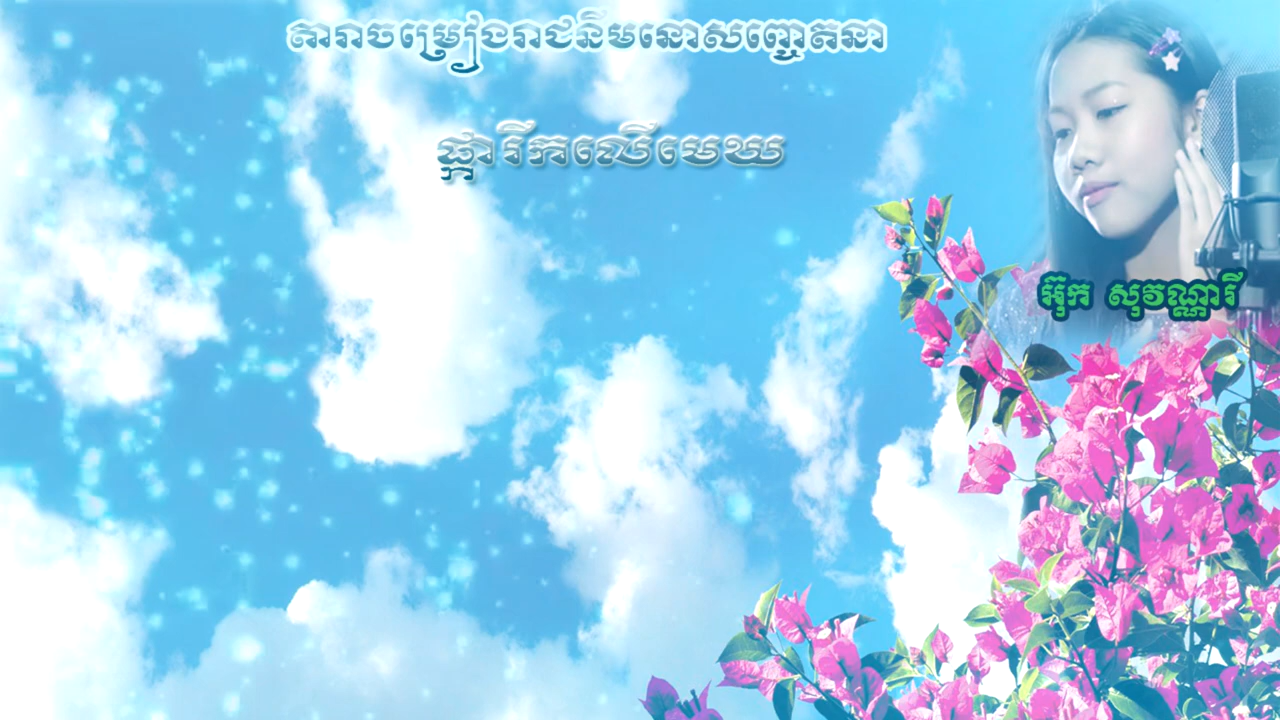 តារាចម្រៀងរាជនិមនោសញ្ចេតនា
ផ្ការីកលើមេឃ
អ៊ុក សុវណ្ណារី